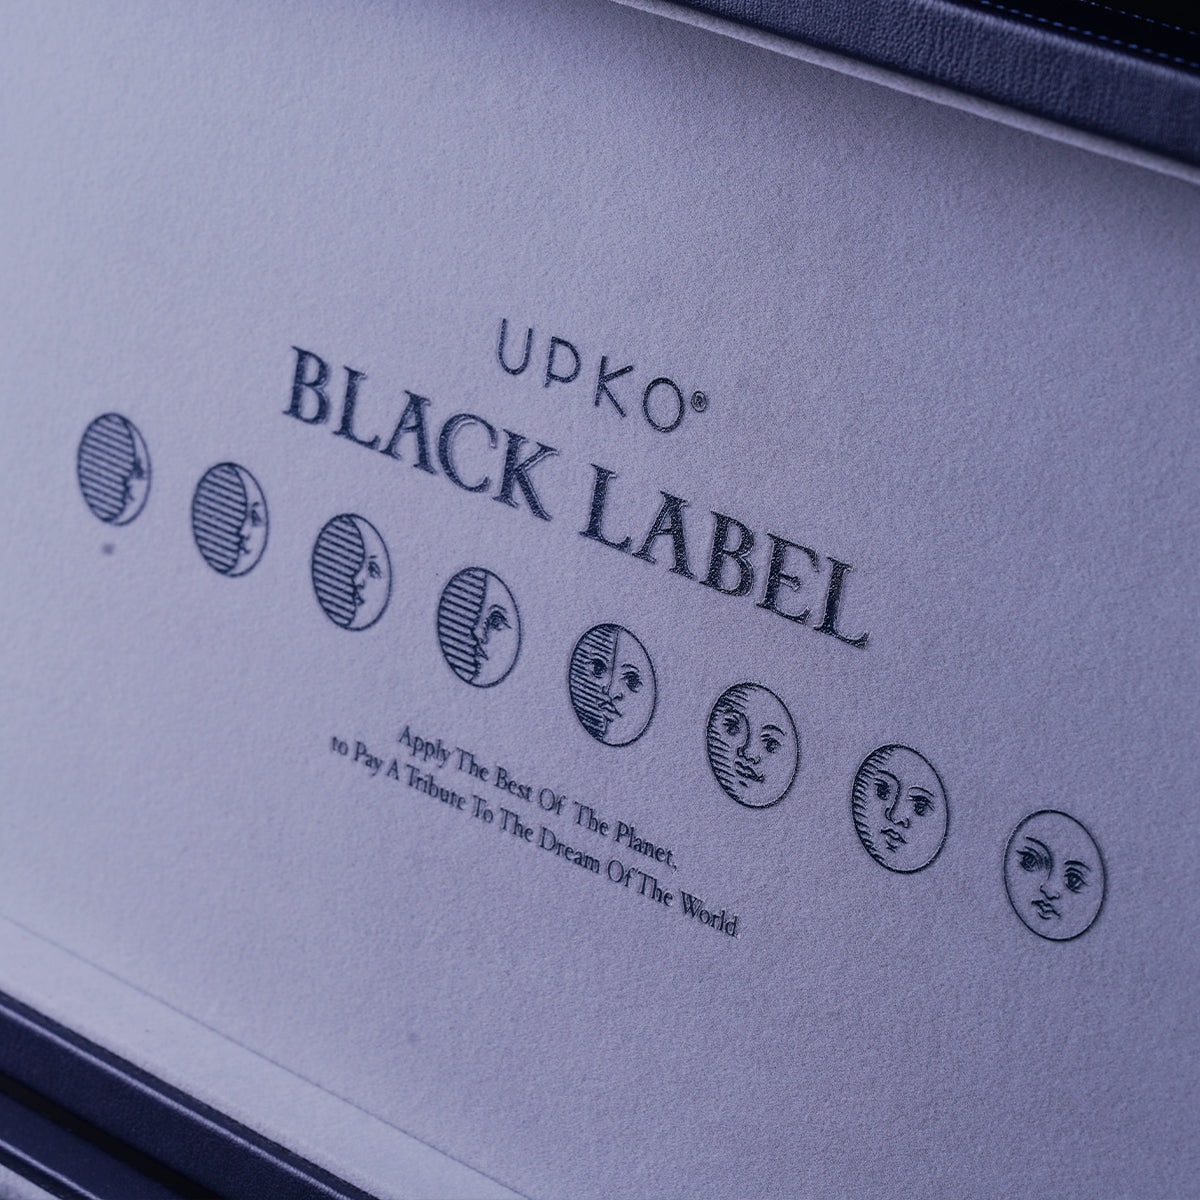 UPKO®
BLACK LABEL
Apply The Best Of The Planet,
to Pay A Tribute To The Dream Of The World.